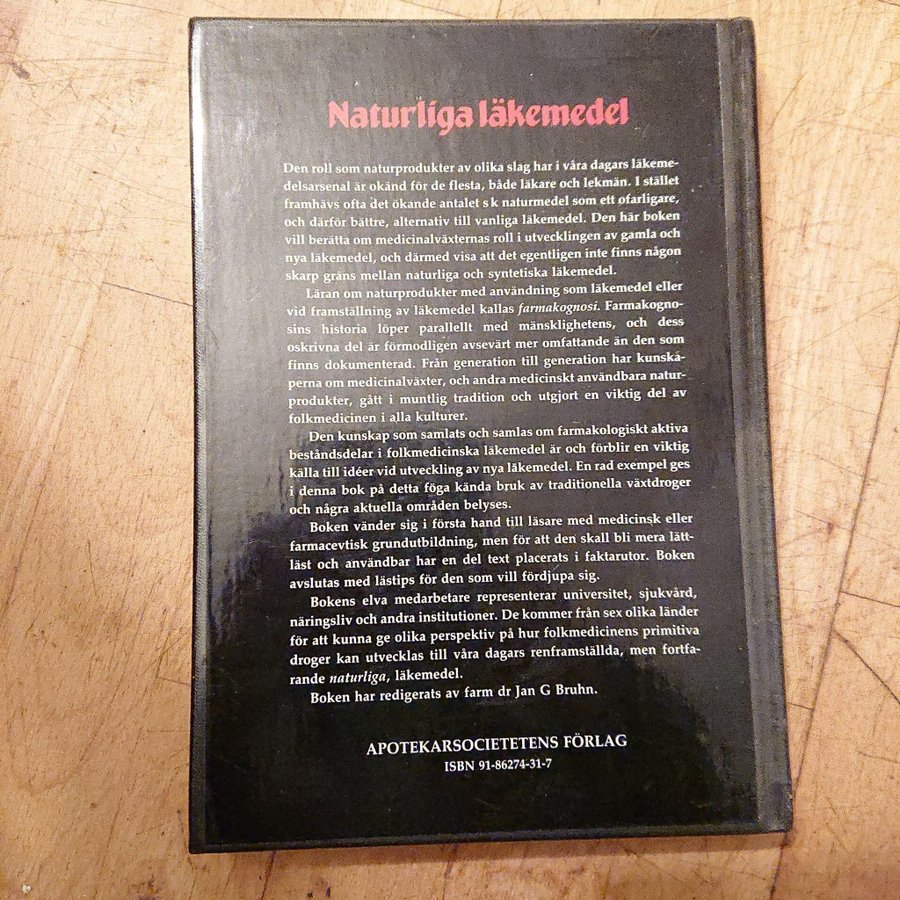 Naturliga läkemedel
Den roll som naturprodukter av olika slag har i våra dagars läkeme-
delsarsenal är okänd för de flesta, både läkare och lekmän. I stället
framhävs ofta det ökande antalet s k naturmedel som ett ofarligare,
och därför bättre, alternativ till vanliga läkemedel. Den här boken
vill berätta om medicinalväxternas roll i utvecklingen av gamla och
nya läkemedel, och därmed visa att det egentligen inte finns någon
skarp gräns mellan naturliga och syntetiska läkemedel.
Läran om naturprodukter med användning som läkemedel eller
vid framställning av läkemedel kallas farmakognosi. Farmakogno-
sins historia löper parallellt med mänsklighetens, och dess
oskrivna del är förmodligen avsevärt mer omfattande än den som
finns dokumenterad. Från generation till generation har kunska-
perna om medicinalväxter, och andra medicinskt användbara natur-
produkter, gått i muntlig tradition och utgjort en viktig del av
folkmedicinen i alla kulturer.
Den kunskap som samlats och samlas om farmakologiskt aktiva
beståndsdelar i folkmedicinska läkemedel är och förblir en viktig
källa till idéer vid utveckling av nya läkemedel. En rad exempel ges
i denna bok på detta föga kända bruk av traditionella växtdroger
och några aktuella områden belyses.
Boken vänder sig i första hand till läsare med medicinsk eller
farmacevtisk grundutbildning, men för att den skall bli mera lätt-
läst och användbar har en del text placerats i faktarutor. Boken
avslutas med lästips för den som vill fördjupa sig.
Bokens elva medarbetare representerar universitet, sjukvård,
näringsliv och andra institutioner. De kommer från sex olika länder
för att kunna ge olika perspektiv på hur folkmedicinens primitiva
droger kan utvecklas till våra dagars renframställda, men fortfa-
rande naturliga, läkemedel.
Boken har redigerats av farm dr Jan G Bruhn.
APOTEKARSOCIETETENS FÖRLAG
ISBN 91-86274-31-7